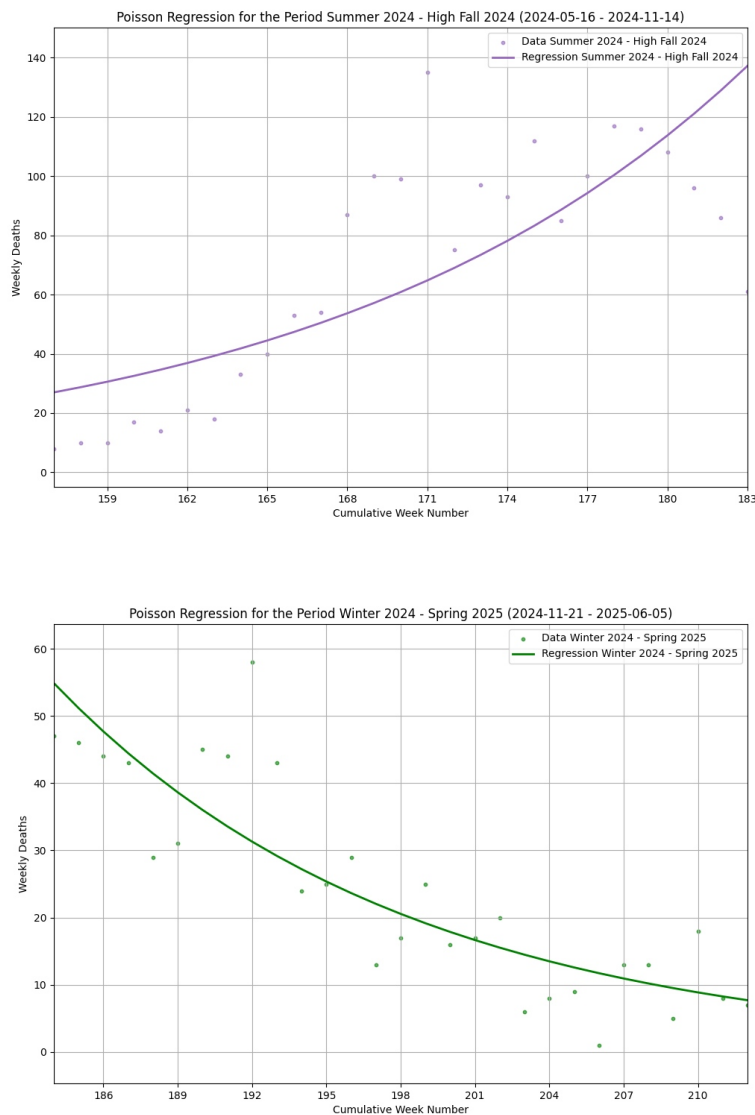 Poisson Regression for the Period Summer 2024 - High Fall 2024 (2024-05-16 - 2024-11-14)
Data Summer 2024 - High Fall 2024
Regression Summer 2024 - High Fall 2024
140
120
100
80
60
40
20
0
Weekly Deaths
159 162 165 168 171 174 177 180 183
Cumulative Week Number
Poisson Regression for the Period Winter 2024 - Spring 2025 (2024-11-21 - 2025-06-05)
Data Winter 2024 - Spring 2025
Regression Winter 2024 - Spring 2025
60
50
40
30
20
10
0
Weekly Deaths
186 189 192 195 198 201 204 207 210
Cumulative Week Number